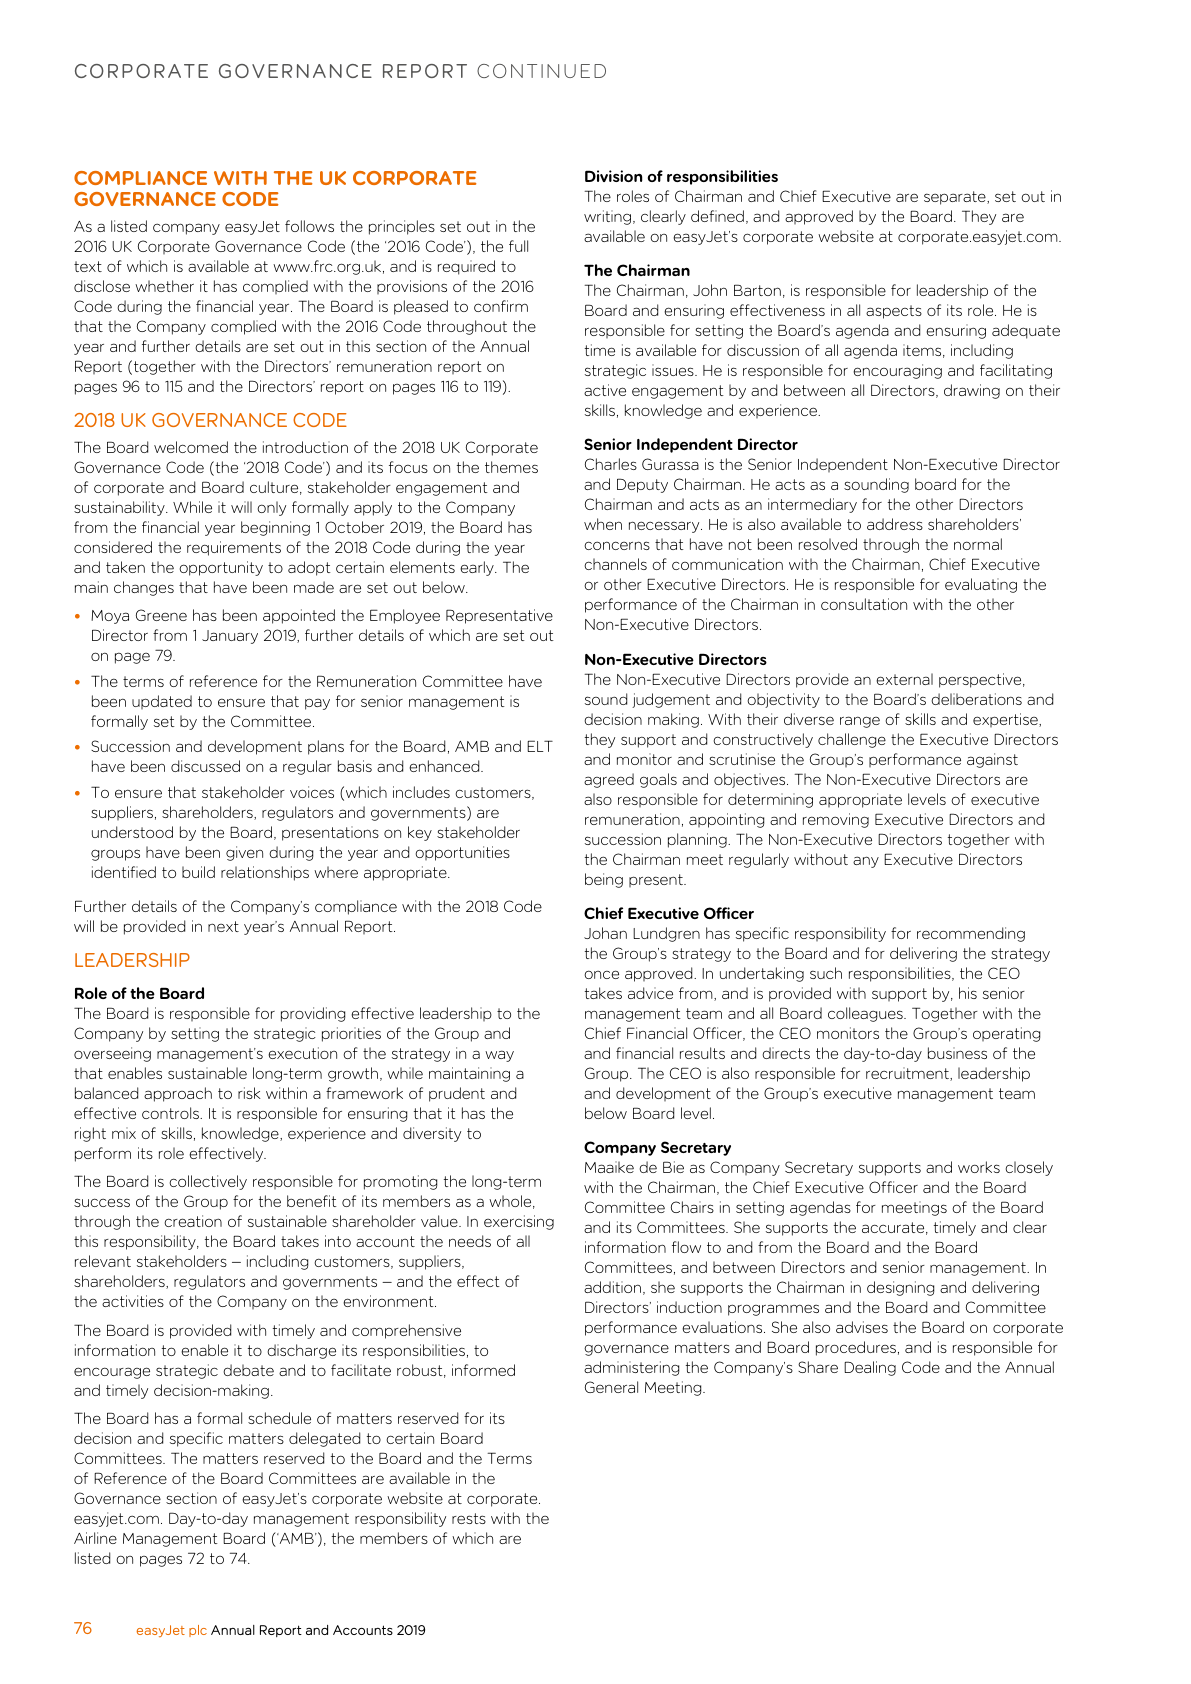 CORPORATE GOVERNANCE REPORT CONTINUED
COMPLIANCE WITH THE UK CORPORATE
GOVERNANCE CODE
As a listed company easyJet follows the principles set out in the
2016 UK Corporate Governance Code (the ‘2016 Code’), the full
text of which is available at www.frc.org.uk, and is required to
disclose whether it has complied with the provisions of the 2016
Code during the financial year. The Board is pleased to confirm
that the Company complied with the 2016 Code throughout the
year and further details are set out in this section of the Annual
Report (together with the Directors’ remuneration report on
pages 96 to 115 and the Directors’ report on pages 116 to 119).
2018 UK GOVERNANCE CODE
The Board welcomed the introduction of the 2018 UK Corporate
Governance Code (the ‘2018 Code’) and its focus on the themes
of corporate and Board culture, stakeholder engagement and
sustainability. While it will only formally apply to the Company
from the financial year beginning 1 October 2019, the Board has
considered the requirements of the 2018 Code during the year
and taken the opportunity to adopt certain elements early. The
main changes that have been made are set out below.
• Moya Greene has been appointed the Employee Representative
Director from 1 January 2019, further details of which are set out
on page 79.
• The terms of reference for the Remuneration Committee have
been updated to ensure that pay for senior management is
formally set by the Committee.
• Succession and development plans for the Board, AMB and ELT
have been discussed on a regular basis and enhanced.
• To ensure that stakeholder voices (which includes customers,
suppliers, shareholders, regulators and governments) are
understood by the Board, presentations on key stakeholder
groups have been given during the year and opportunities
identified to build relationships where appropriate.
Further details of the Company’s compliance with the 2018 Code
will be provided in next year’s Annual Report.
LEADERSHIP
Role of the Board
The Board is responsible for providing effective leadership to the
Company by setting the strategic priorities of the Group and
overseeing management’s execution of the strategy in a way
that enables sustainable long-term growth, while maintaining a
balanced approach to risk within a framework of prudent and
effective controls. It is responsible for ensuring that it has the
right mix of skills, knowledge, experience and diversity to
perform its role effectively.
The Board is collectively responsible for promoting the long-term
success of the Group for the benefit of its members as a whole,
through the creation of sustainable shareholder value. In exercising
this responsibility, the Board takes into account the needs of all
relevant stakeholders – including customers, suppliers,
shareholders, regulators and governments – and the effect of
the activities of the Company on the environment.
The Board is provided with timely and comprehensive
information to enable it to discharge its responsibilities, to
encourage strategic debate and to facilitate robust, informed
and timely decision-making.
The Board has a formal schedule of matters reserved for its
decision and specific matters delegated to certain Board
Committees. The matters reserved to the Board and the Terms
of Reference of the Board Committees are available in the
Governance section of easyJet’s corporate website at corporate.
easyjet.com. Day-to-day management responsibility rests with the
Airline Management Board (‘AMB’), the members of which are
listed on pages 72 to 74.
Division of responsibilities
The roles of Chairman and Chief Executive are separate, set out in
writing, clearly defined, and approved by the Board. They are
available on easyJet’s corporate website at corporate.easyjet.com.
The Chairman
The Chairman, John Barton, is responsible for leadership of the
Board and ensuring effectiveness in all aspects of its role. He is
responsible for setting the Board’s agenda and ensuring adequate
time is available for discussion of all agenda items, including
strategic issues. He is responsible for encouraging and facilitating
active engagement by and between all Directors, drawing on their
skills, knowledge and experience.
Senior Independent Director
Charles Gurassa is the Senior Independent Non-Executive Director
and Deputy Chairman. He acts as a sounding board for the
Chairman and acts as an intermediary for the other Directors
when necessary. He is also available to address shareholders’
concerns that have not been resolved through the normal
channels of communication with the Chairman, Chief Executive
or other Executive Directors. He is responsible for evaluating the
performance of the Chairman in consultation with the other
Non-Executive Directors.
Non-Executive Directors
The Non-Executive Directors provide an external perspective,
sound judgement and objectivity to the Board’s deliberations and
decision making. With their diverse range of skills and expertise,
they support and constructively challenge the Executive Directors
and monitor and scrutinise the Group’s performance against
agreed goals and objectives. The Non-Executive Directors are
also responsible for determining appropriate levels of executive
remuneration, appointing and removing Executive Directors and
succession planning. The Non-Executive Directors together with
the Chairman meet regularly without any Executive Directors
being present.
Chief Executive Officer
Johan Lundgren has specific responsibility for recommending
the Group’s strategy to the Board and for delivering the strategy
once approved. In undertaking such responsibilities, the CEO
takes advice from, and is provided with support by, his senior
management team and all Board colleagues. Together with the
Chief Financial Officer, the CEO monitors the Group’s operating
and financial results and directs the day-to-day business of the
Group. The CEO is also responsible for recruitment, leadership
and development of the Group’s executive management team
below Board level.
Company Secretary
Maaike de Bie as Company Secretary supports and works closely
with the Chairman, the Chief Executive Officer and the Board
Committee Chairs in setting agendas for meetings of the Board
and its Committees. She supports the accurate, timely and clear
information flow to and from the Board and the Board
Committees, and between Directors and senior management. In
addition, she supports the Chairman in designing and delivering
Directors’ induction programmes and the Board and Committee
performance evaluations. She also advises the Board on corporate
governance matters and Board procedures, and is responsible for
administering the Company’s Share Dealing Code and the Annual
General Meeting.
76 easyJet plc Annual Report and Accounts 2019